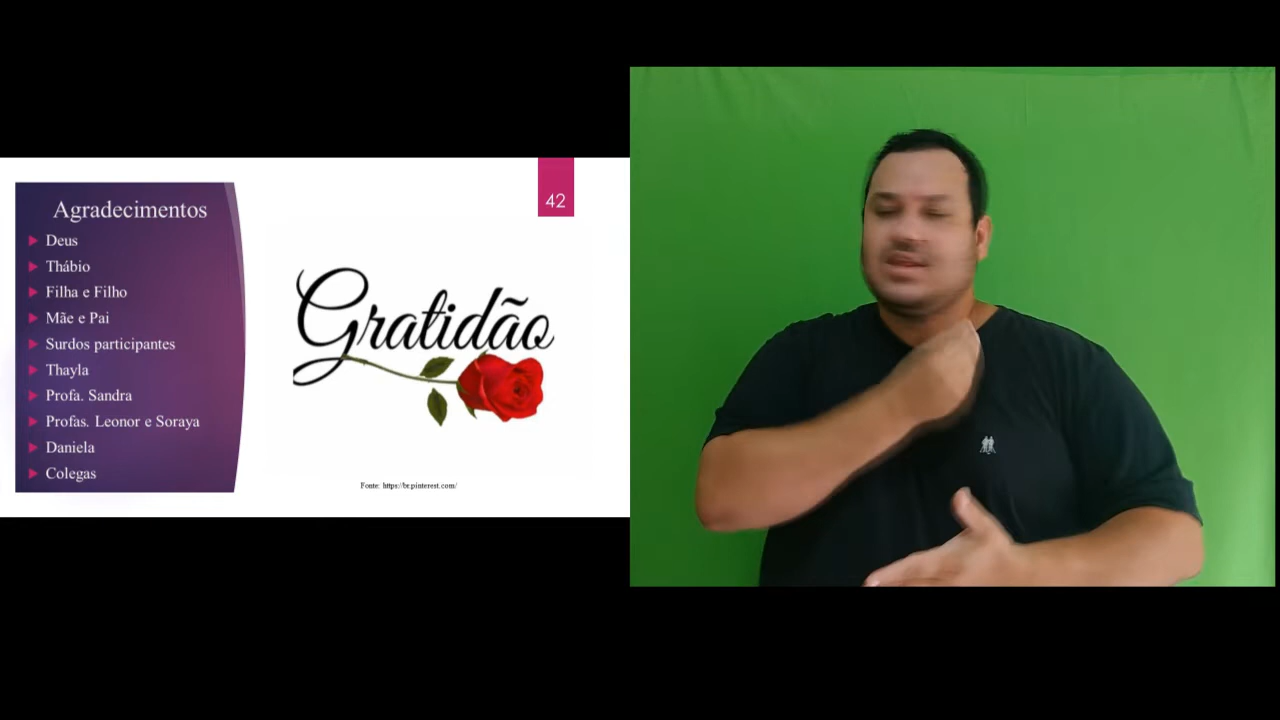 Agradecimentos
Deus
Thábio
Filha e Filho
Mãe e Pai
Surdos participantes
Thayla
Profa. Sandra
Profas. Leonor e Soraya
Daniela
Colegas
42
Gratidão
Fonte: https://br.pinterest.com/